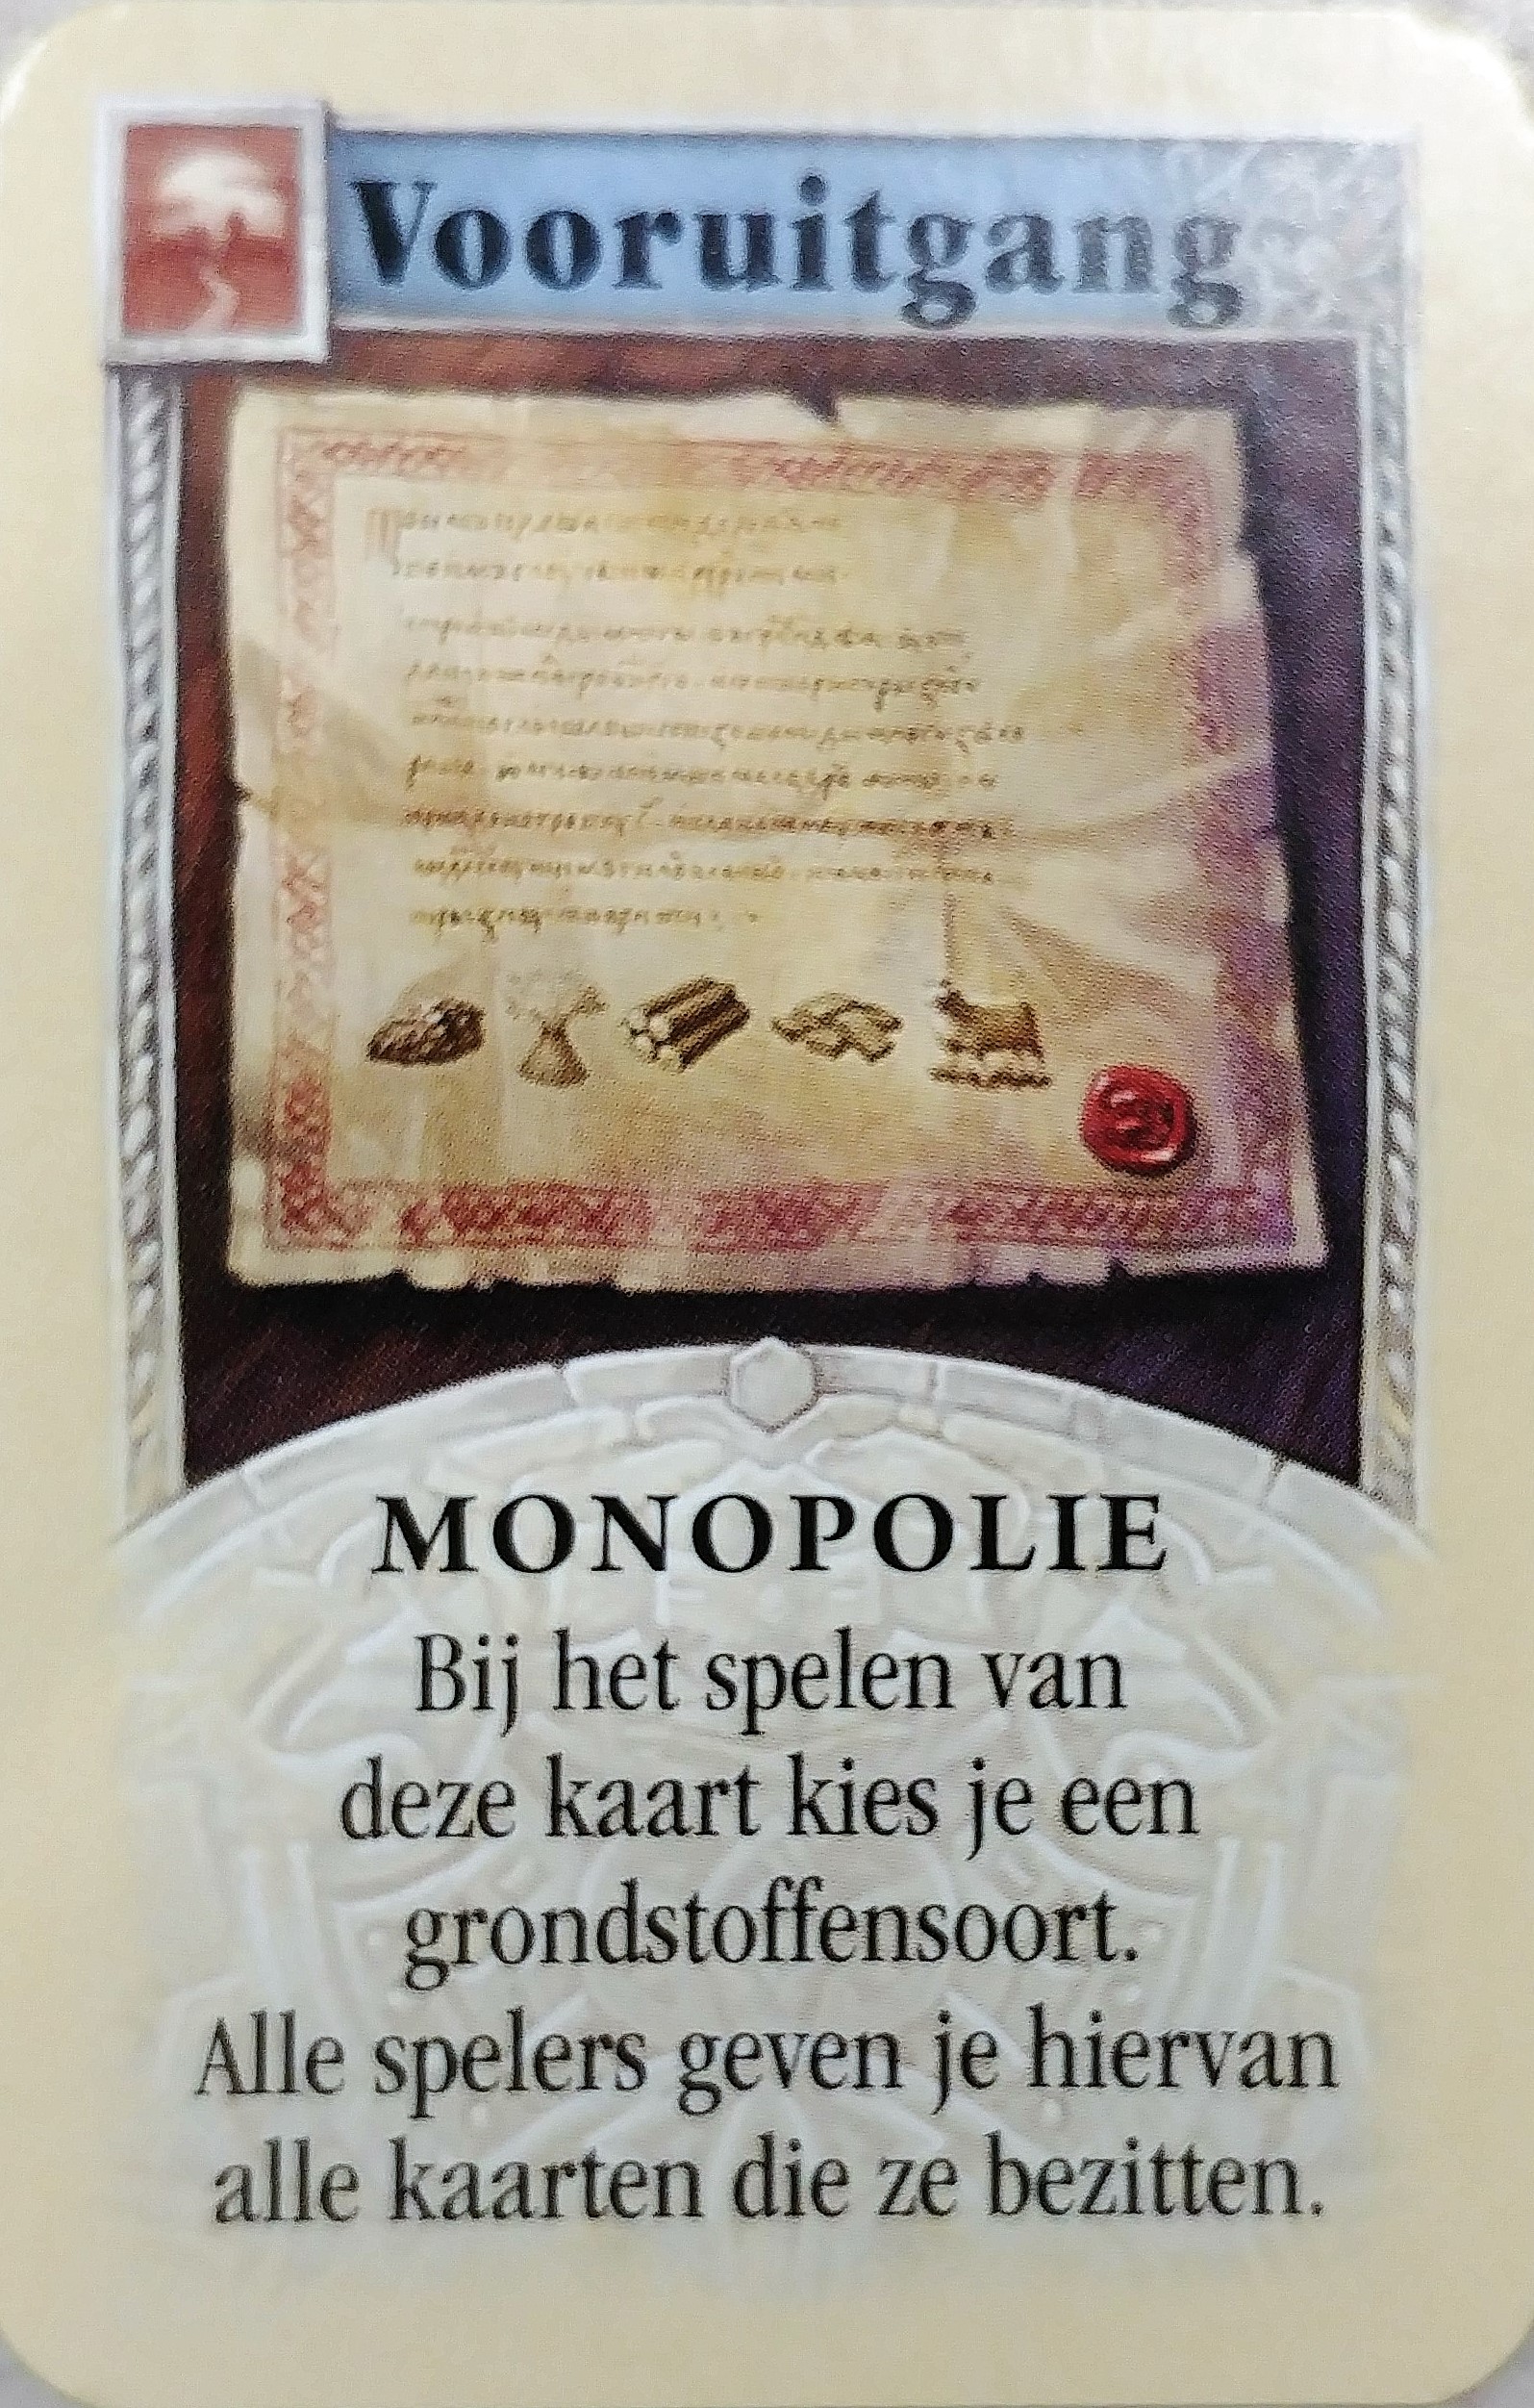 Vooruitgang
MONOPOLIE
Bij het spelen van
deze kaart kies je een
grondstoffensoort.
Alle spelers geven je hiervan
alle kaarten die ze bezitten.